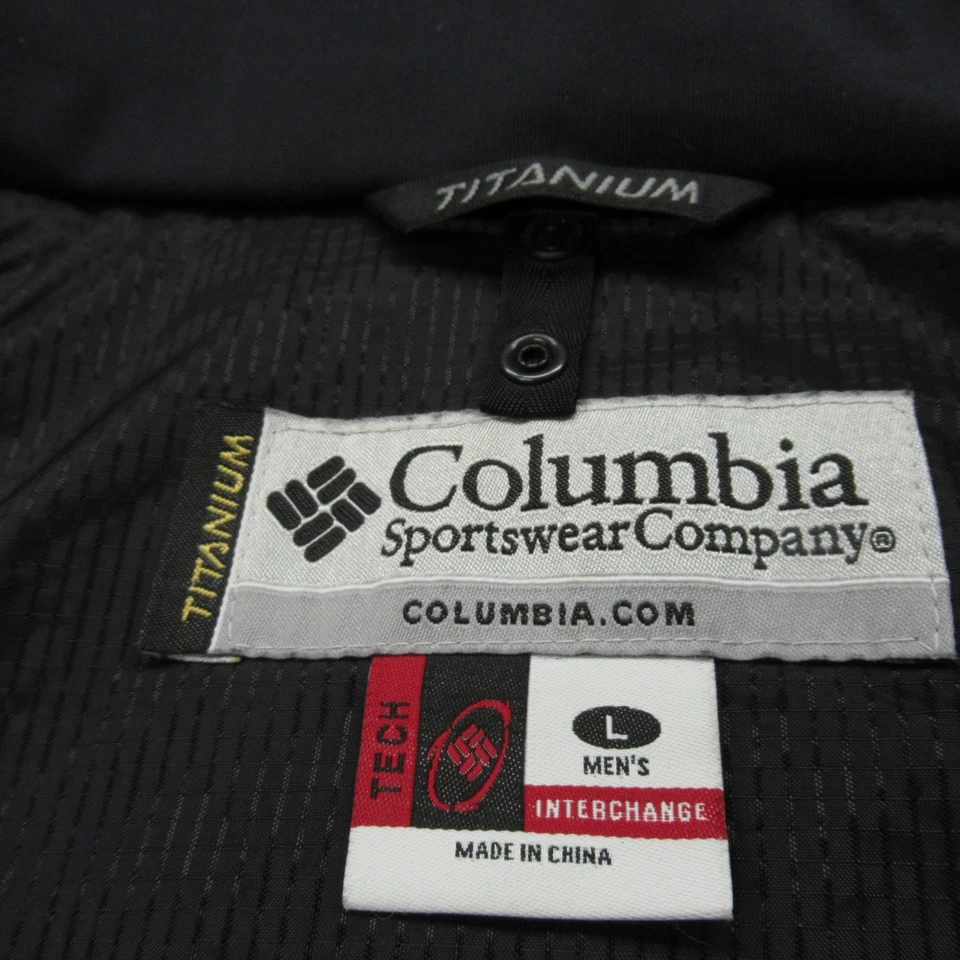 TITANIUM
TITANIUM
Columbia
Sportswear Company®
COLUMBIA.COM
TECH
L
MEN'S
INTERCHANGE
MADE IN CHINA